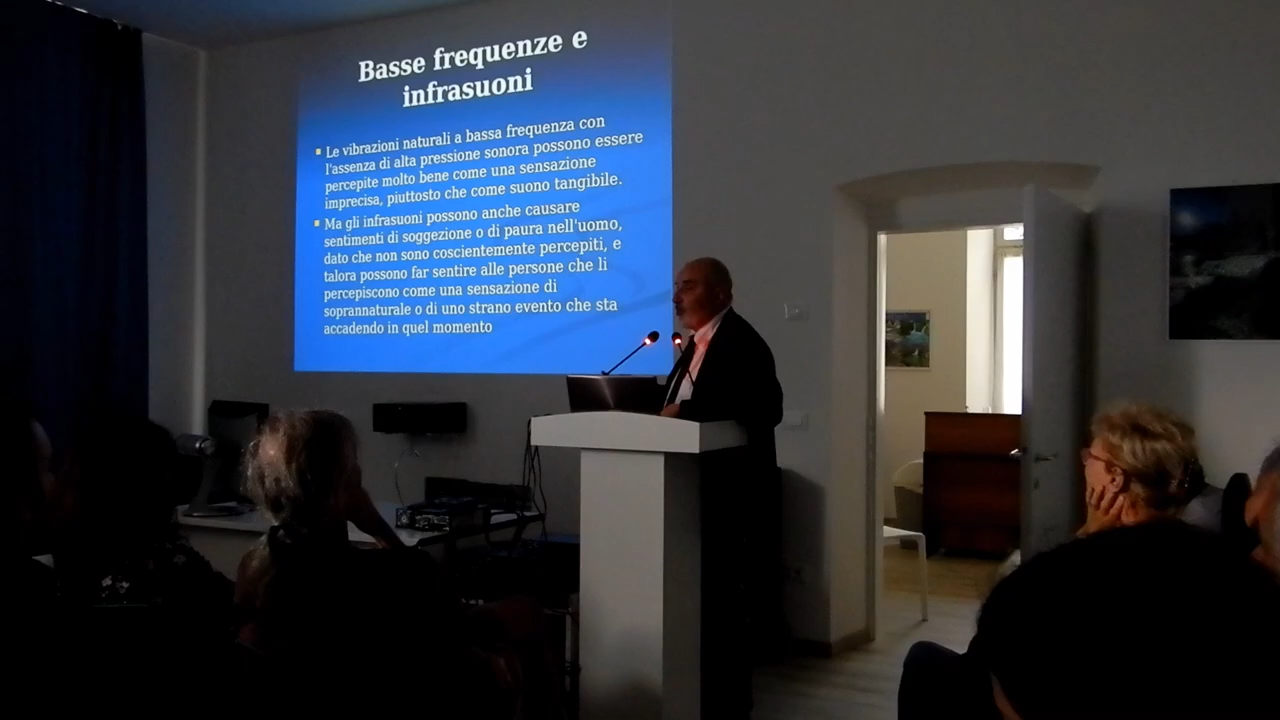 Basse frequenze e
infrasuoni
Le vibrazioni naturali a bassa frequenza con
l'assenza di alta pressione sonora possono essere
percepite molto bene come una sensazione
imprecisa, piuttosto che come suono tangibile.
Ma gli infrasuoni possono anche causare
sentimenti di soggezione o di paura nell'uomo,
dato che non sono coscientemente percepiti, e
talora possono far sentire alle persone che li
percepiscono come una sensazione di
soprannaturale o di uno strano evento che sta
accadendo in quel momento